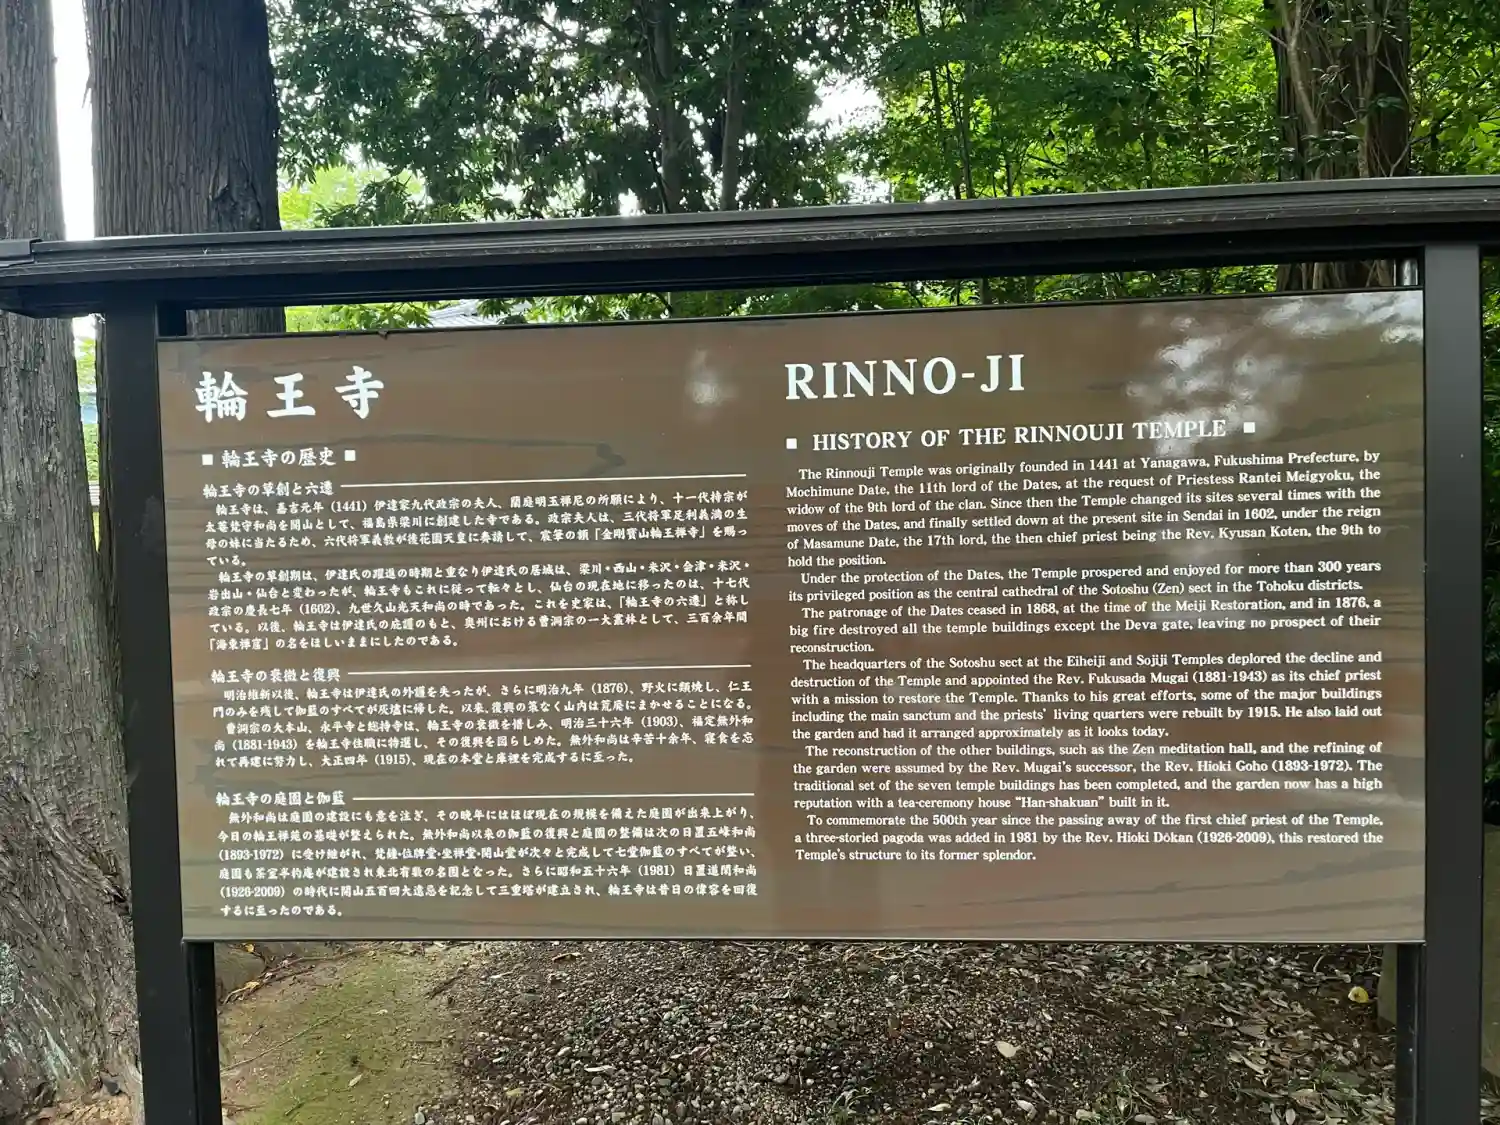 輪王寺
■ 輪王寺の歴史 ■
輪王寺の草創と六遷
輪王寺は、嘉吉元年（1441）伊達家九代政宗の夫人、蘭庭明玉禅尼の所願により、十一代持宗が
太菴梵守和尚を開山として、福島県梁川に創建した寺である。政宗夫人は、三代将軍足利義満の生
母の妹に当たるため、六代将軍義教が後花園天皇に奏請して、宸筆の額「金剛寳山輪王禅寺」を賜っ
ている。
輪王寺の草創期は、伊達氏の躍進の時期と重なり伊達氏の居城は、梁川・西山・米沢・会津・米沢・
岩出山・仙台と変わったが、輪王寺もこれに従って転々とし、仙台の現在地に移ったのは、十七代
政宗の慶長七年（1602）、九世久山光天和尚の時であった。これを史家は、「輪王寺の六遷」と称し
ている。以後、輪王寺は伊達氏の庇護のもと、奥州における曹洞宗の一大叢林として、三百余年間
「海東禅窟」の名をほしいままにしたのである。
輪王寺の衰微と復興
明治維新以後、輪王寺は伊達氏の外護を失ったが、さらに明治九年（1876）、野火に類焼し、仁王
門のみを残して伽藍のすべてが灰燼に帰した。以来、復興の篆なく山内は荒廃にまかせることになる。
曹洞宗の大本山、永平寺と総持寺は、輪王寺の衰微を惜しみ、明治三十六年（1903）、福定無外和
尚（1881-1943）を輪王寺住職に特選し、その復興を図らしめた。無外和尚は辛苦十余年、寝食を忘
れて再建に努力し、大正四年（1915）、現在の本堂と庫裡を完成するに至った。
輪王寺の庭園と伽藍
無外和尚は庭園の建設にも意を注ぎ、その晩年にはほぼ現在の規模を備えた庭園が出来上がり、
今日の輪王禅苑の基礎が整えられた。無外和尚以来の伽藍の復興と庭園の整備は次の日置五峰和尚
（1893-1972）に受け継がれ、梵鐘・位牌堂・坐禅堂・開山堂が次々と完成して七堂伽藍のすべてが整い、
庭園も茶室半杓庵が建設され東北有数の名園となった。さらに昭和五十六年（1981）日置道閑和尚
（1926-2009）の時代に開山五百回大遠忌を記念して三重塔が建立され、輪王寺は昔日の偉容を回復
するに至ったのである。
RINNO-JI
■ HISTORY OF THE RINNOUJI TEMPLE ■
The Rinnouji Temple was originally founded in 1441 at Yanagawa, Fukushima Prefecture, by
Mochimune Date, the 11th lord of the Dates, at the request of Priestess Rantei Meigyoku, the
widow of the 9th lord of the clan. Since then the Temple changed its sites several times with the
moves of the Dates, and finally settled down at the present site in Sendai in 1602, under the reign
of Masamune Date, the 17th lord, the then chief priest being the Rev. Kyusan Koten, the 9th to
hold the position.
Under the protection of the Dates, the Temple prospered and enjoyed for more than 300 years
its privileged position as the central cathedral of the Sotoshu (Zen) sect in the Tohoku districts.
The patronage of the Dates ceased in 1868, at the time of the Meiji Restoration, and in 1876, a
big fire destroyed all the temple buildings except the Deva gate, leaving no prospect of their
reconstruction.
The headquarters of the Sotoshu sect at the Eiheiji and Sojiji Temples deplored the decline and
destruction of the Temple and appointed the Rev. Fukusada Mugai (1881-1943) as its chief priest
with a mission to restore the Temple. Thanks to his great efforts, some of the major buildings
including the main sanctum and the priests' living quarters were rebuilt by 1915. He also laid out
the garden and had it arranged approximately as it looks today.
The reconstruction of the other buildings, such as the Zen meditation hall, and the refining of
the garden were assumed by the Rev. Mugai's successor, the Rev. Hioki Goho (1893-1972). The
traditional set of the seven temple buildings has been completed, and the garden now has a high
reputation with a tea-ceremony house "Han-shakuan" built in it.
To commemorate the 500th year since the passing away of the first chief priest of the Temple,
a three-storied pagoda was added in 1981 by the Rev. Hioki Dōkan (1926-2009), this restored the
Temple's structure to its former splendor.